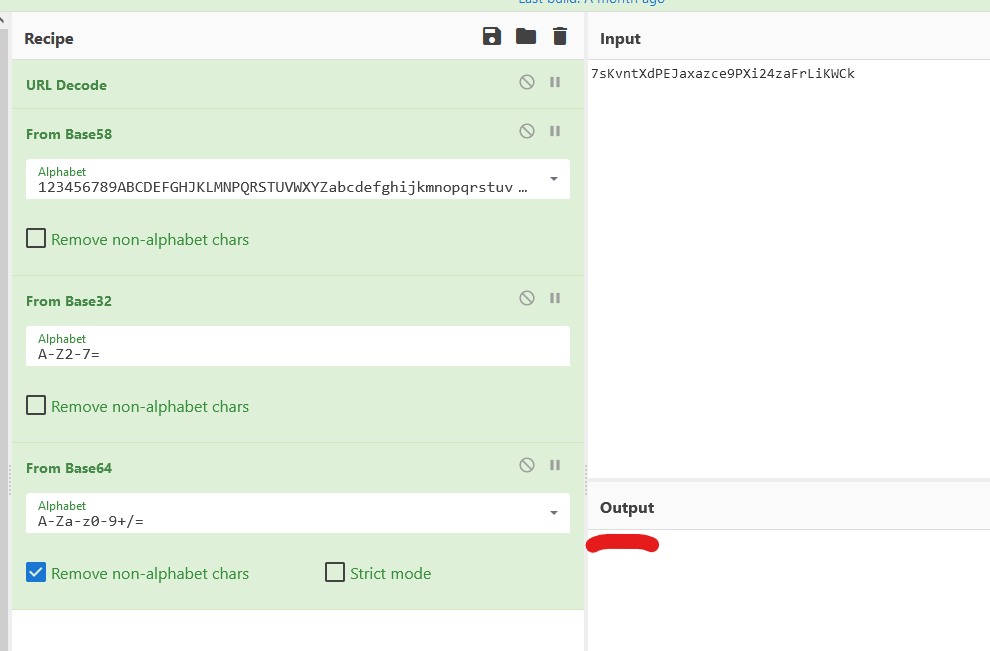 Last build: A month ago
Recipe
Input
7sKvntXdPEJaxazce9PXi24zaFrLiKWCk
URL Decode
From Base58
Alphabet
123456789ABCDEFGHJKLMNPQRSTUVWXYZabcdefghijkmnopqrstuv …
Remove non-alphabet chars
From Base32
Alphabet
A-Z2-7=
Remove non-alphabet chars
From Base64
Alphabet
A-Za-z0-9+/=
Remove non-alphabet chars
Strict mode
Output